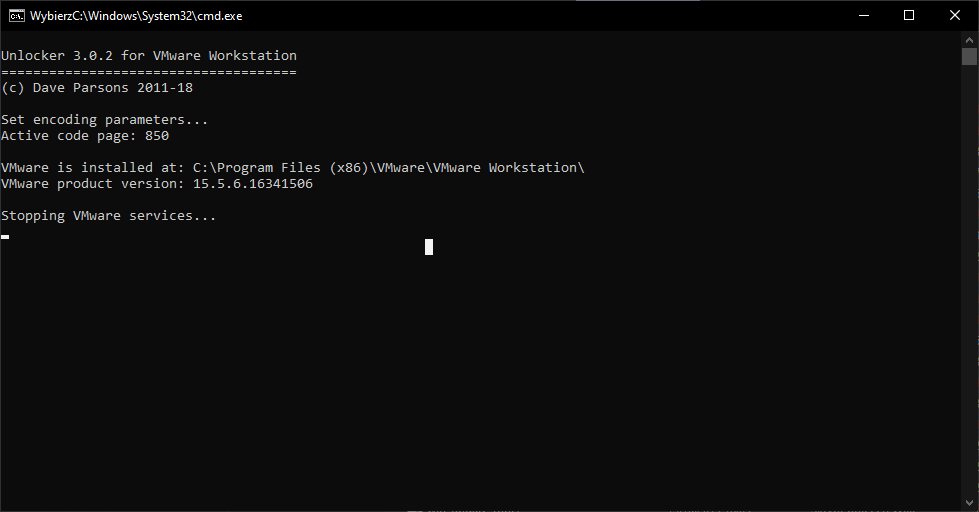 WybierzC:\Windows\System32\cmd.exe
Unlocker 3.0.2 for VMware Workstation
=====================================
(c) Dave Parsons 2011-18
Set encoding parameters...
Active code page: 850
VMware is installed at: C:\Program Files (x86)\VMware\VMware Workstation\
VMware product version: 15.5.6.16341506
Stopping VMware services...